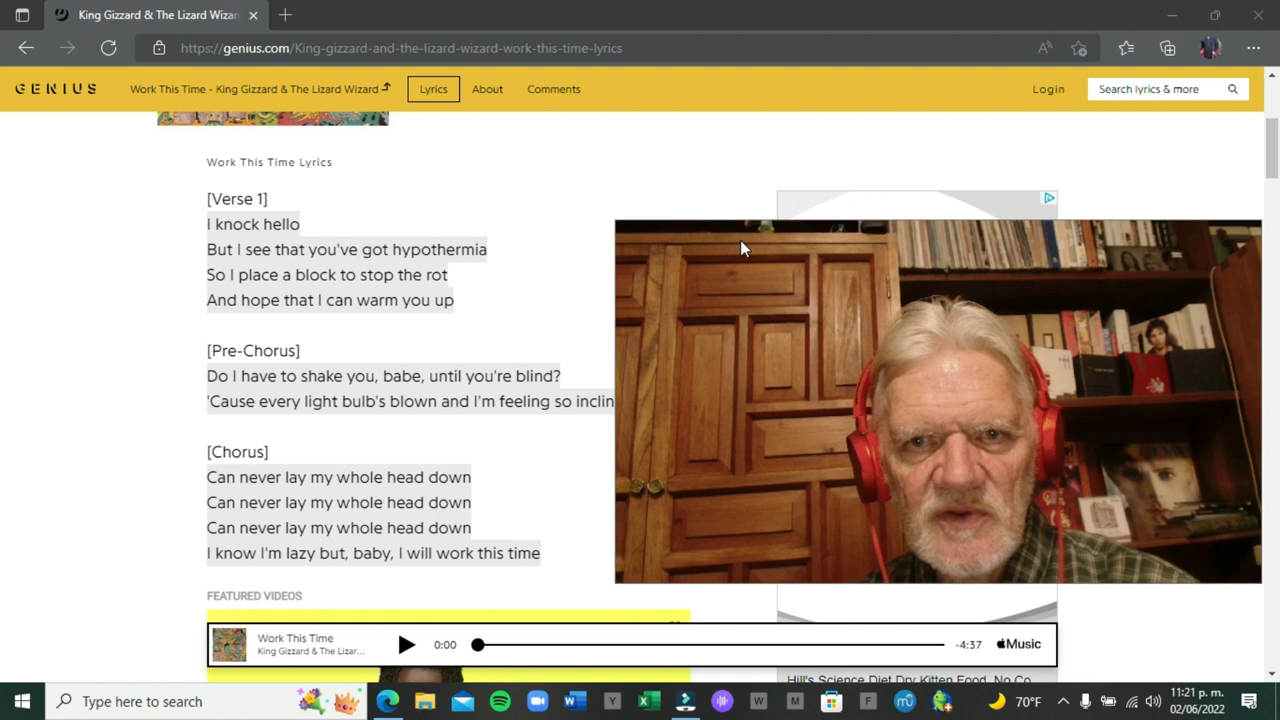 King Gizzard & The Lizard Wizar
https://genius.com/King-gizzard-and-the-lizard-wizard-work-this-time-lyrics
GENIUS
Work This Time - King Gizzard & The Lizard Wizard
Lyrics
About
Comments
Login
Search lyrics & more
Work This Time Lyrics
[Verse 1]
I knock hello
But I see that you've got hypothermia
So I place a block to stop the rot
And hope that I can warm you up
[Pre-Chorus]
Do I have to shake you, babe, until you're blind?
'Cause every light bulb's blown and I'm feeling so inclin
[Chorus]
Can never lay my whole head down
Can never lay my whole head down
Can never lay my whole head down
I know I'm lazy but, baby, I will work this time
FEATURED VIDEOS
Work This Time
King Gizzard & The Lizar...
0:00
-4:37
Music
Hill's Science Diet Dry Kitten Food, No Co
Type here to search
70°F
11:21 p. m.
02/06/2022